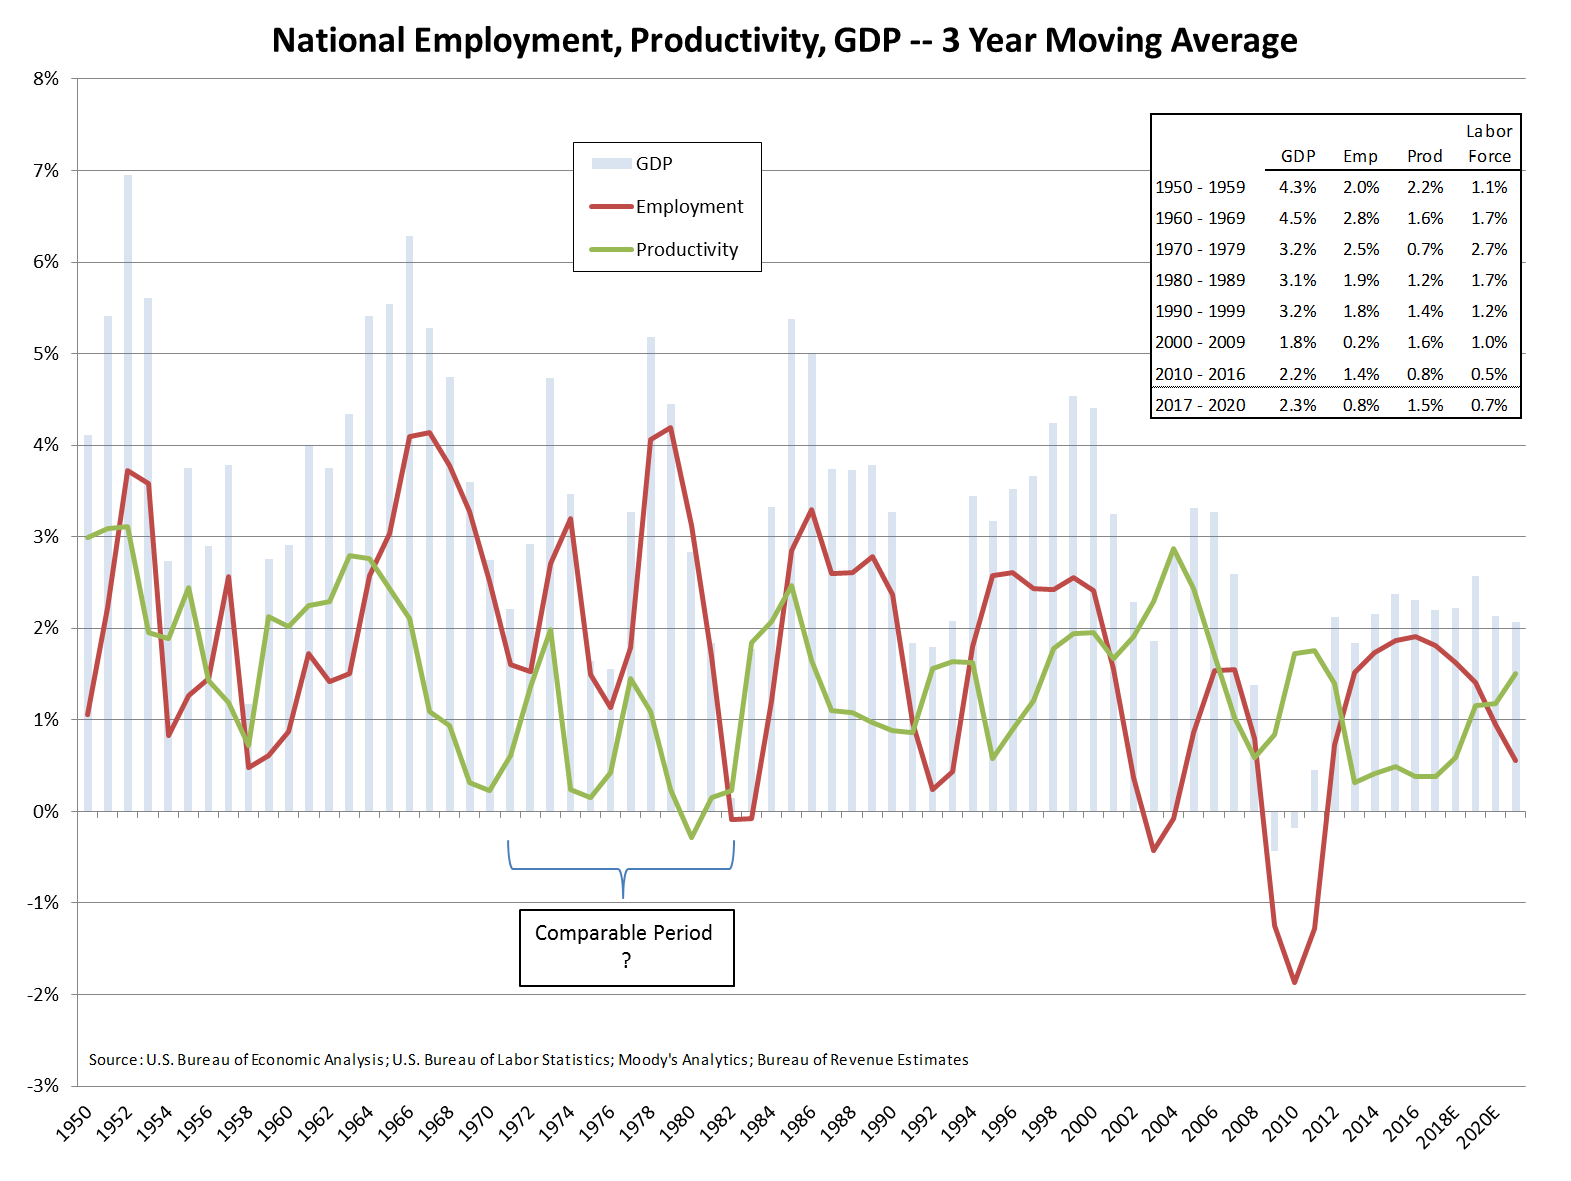 National Employment, Productivity, GDP -- 3 Year Moving Average
8%
7%
6%
5%
4%
3%
2%
1%
0%
-1%
-2%
-3%
GDP
Employment
Productivity
Labor
GDP Emp Prod Force
1950 - 1959 4.3% 2.0% 2.2% 1.1%
1960 - 1969 4.5% 2.8% 1.6% 1.7%
1970 - 1979 3.2% 2.5% 0.7% 2.7%
1980 - 1989 3.1% 1.9% 1.2% 1.7%
1990 - 1999 3.2% 1.8% 1.4% 1.2%
2000 - 2009 1.8% 0.2% 1.6% 1.0%
2010 - 2016 2.2% 1.4% 0.8% 0.5%
2017 - 2020 2.3% 0.8% 1.5% 0.7%
Comparable Period
?
Source: U.S. Bureau of Economic Analysis; U.S. Bureau of Labor Statistics; Moody's Analytics; Bureau of Revenue Estimates
1950 1952 1954 1956 1958 1960 1962 1964 1966 1968 1970 1972 1974 1976 1978 1980 1982 1984 1986 1988 1990 1992 1994 1996 1998 2000 2002 2004 2006 2008 2010 2012 2014 2016 2018E 2020E